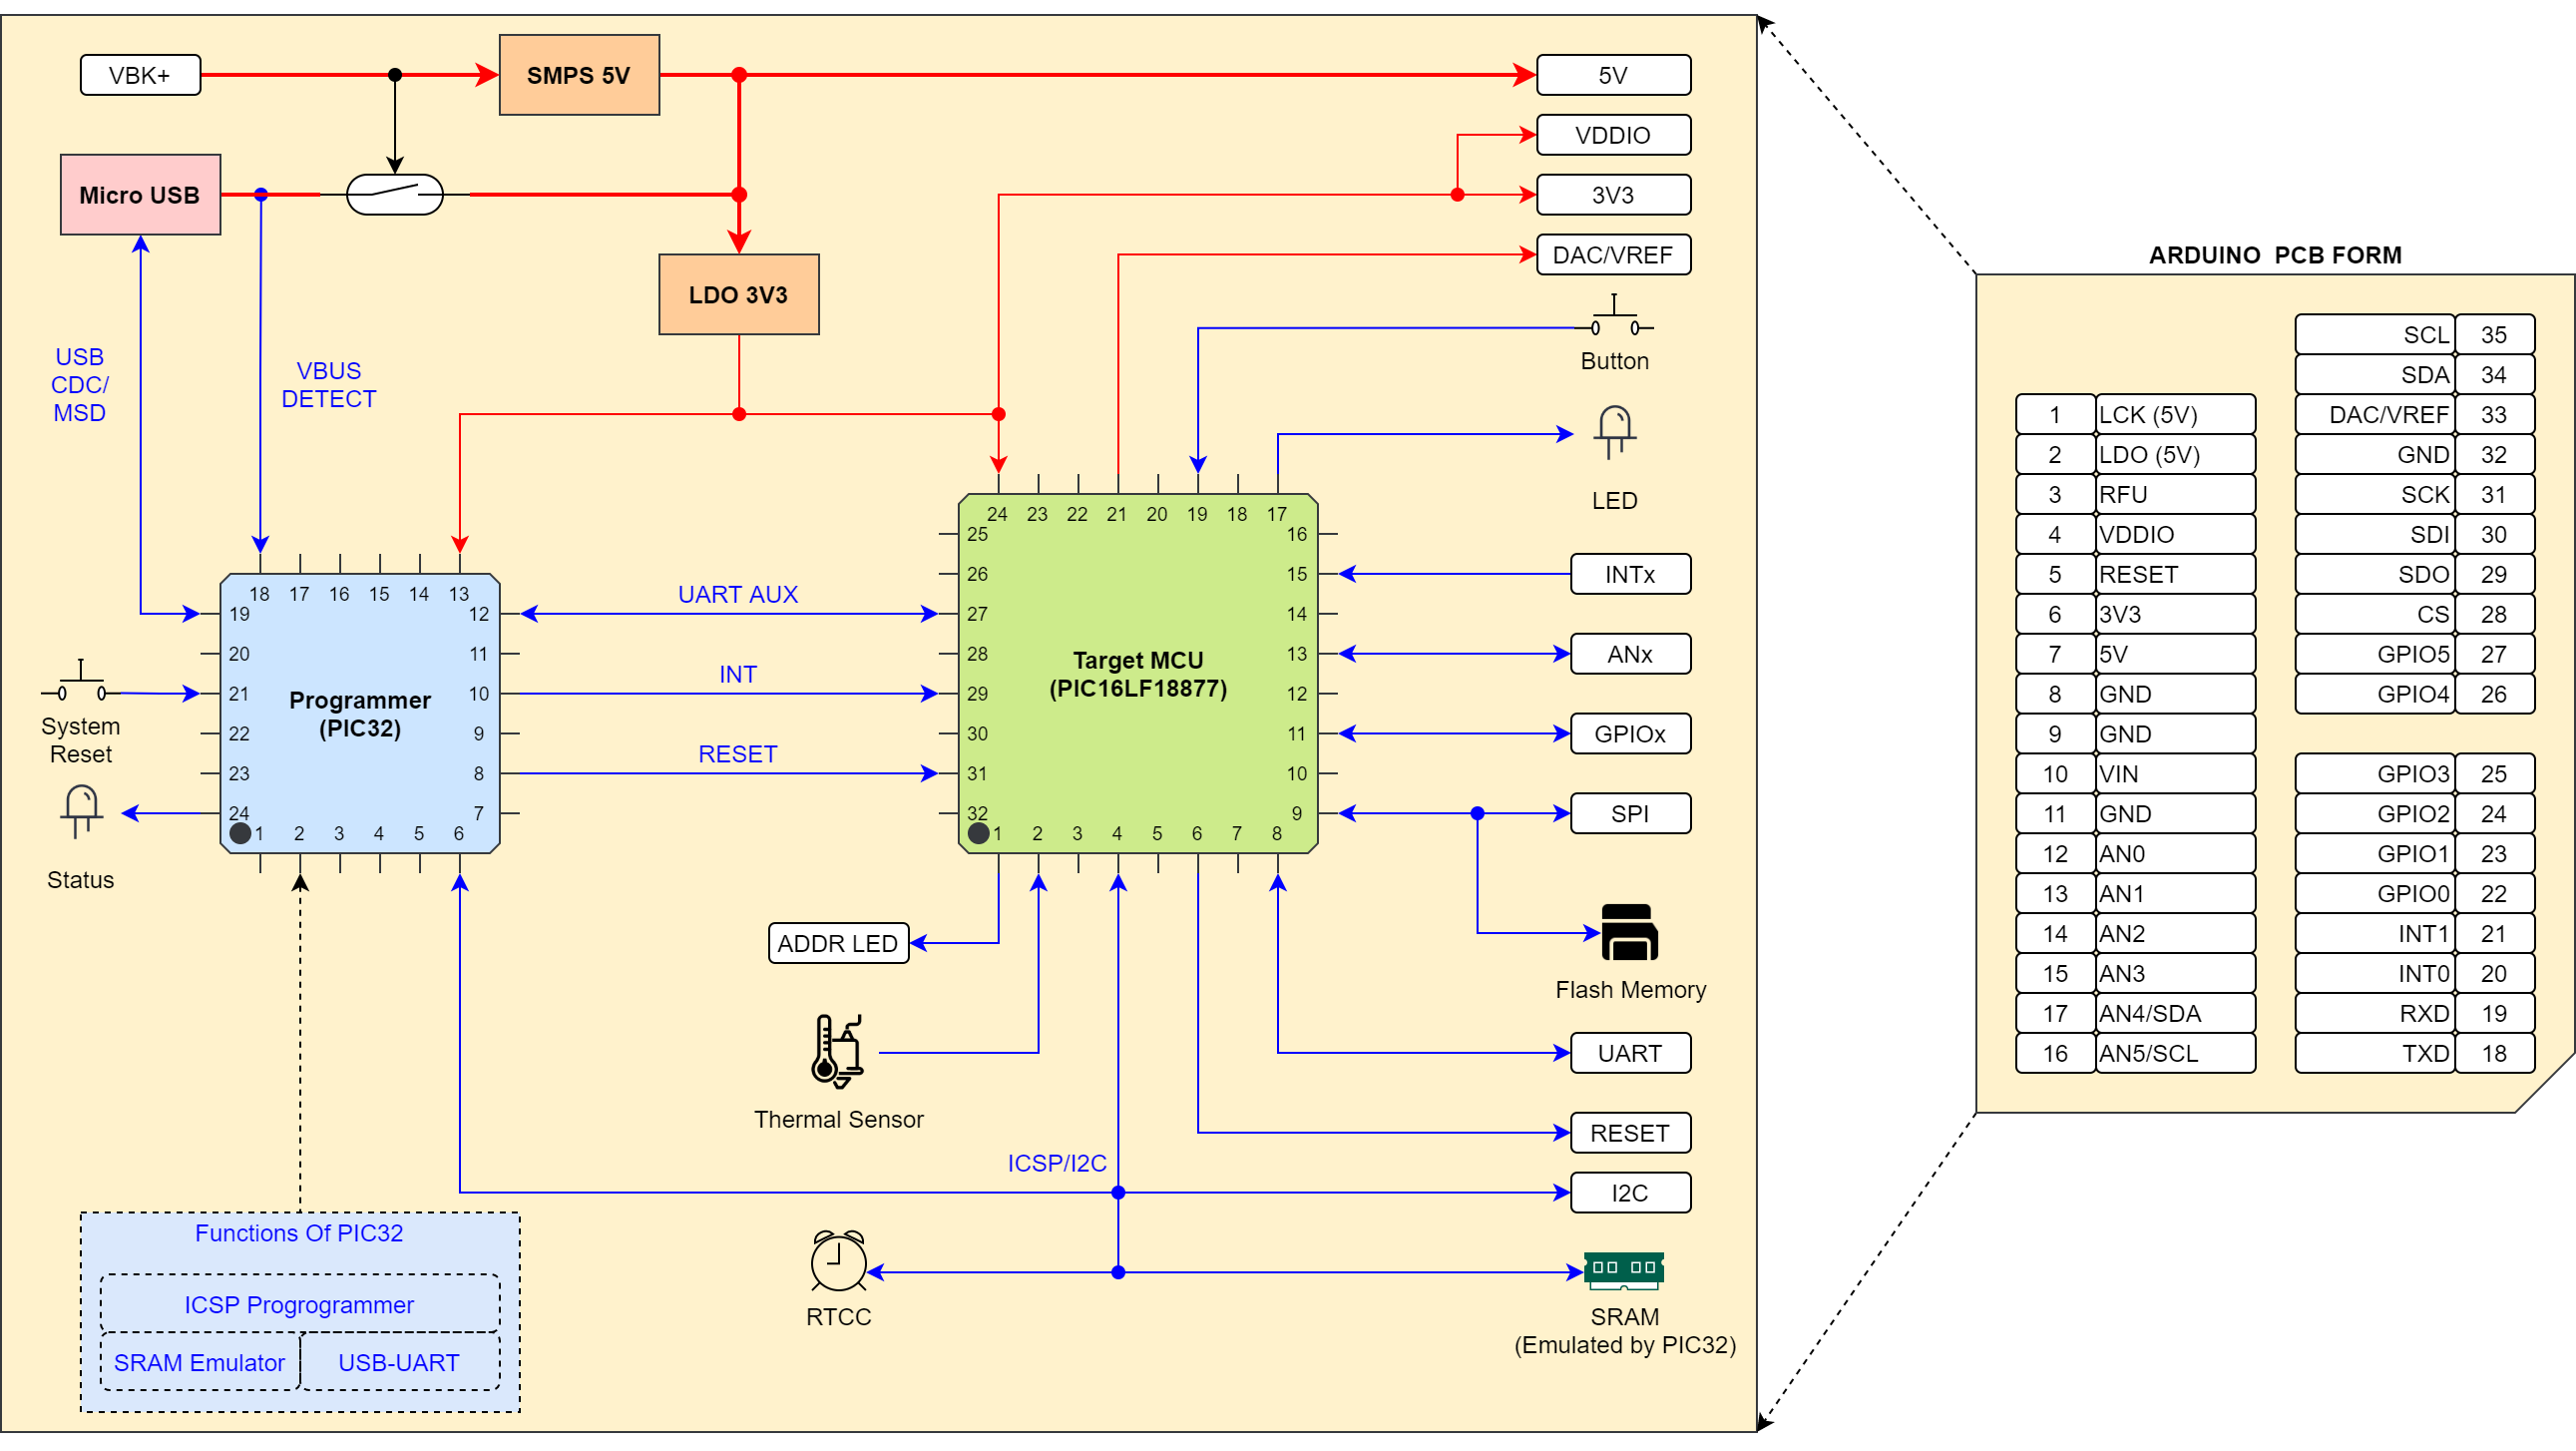 VBK+
SMPS 5V
5V
VDDIO
Micro USB
3V3
DAC/VREF
LDO 3V3
Button
USB
CDC/
MSD
VBUS
DETECT
LED
24 23 22 21 20 19 18 17
25
26
27
28
29
30
31
32
16
15
14
13
12
11
10
9
1 2 3 4 5 6 7 8
Target MCU
(PIC16LF18877)
18 17 16 15 14 13
19
20
21
22
23
24
12
11
10
9
8
7
1 2 3 4 5 6
Programmer
(PIC32)
UART AUX
INT
RESET
System
Reset
Status
INTx
ANx
GPIOx
SPI
ADDR LED
Flash Memory
Thermal Sensor
UART
RESET
ICSP/I2C
I2C
RTCC
SRAM
(Emulated by PIC32)
Functions Of PIC32
ICSP Progrogrammer
SRAM Emulator
USB-UART
ARDUINO PCB FORM
1 LCK (5V)
2 LDO (5V)
3 RFU
4 VDDIO
5 RESET
6 3V3
7 5V
8 GND
9 GND
10 VIN
11 GND
12 AN0
13 AN1
14 AN2
15 AN3
17 AN4/SDA
16 AN5/SCL
SCL 35
SDA 34
DAC/VREF 33
GND 32
SCK 31
SDI 30
SDO 29
CS 28
GPIO5 27
GPIO4 26
GPIO3 25
GPIO2 24
GPIO1 23
GPIO0 22
INT1 21
INT0 20
RXD 19
TXD 18